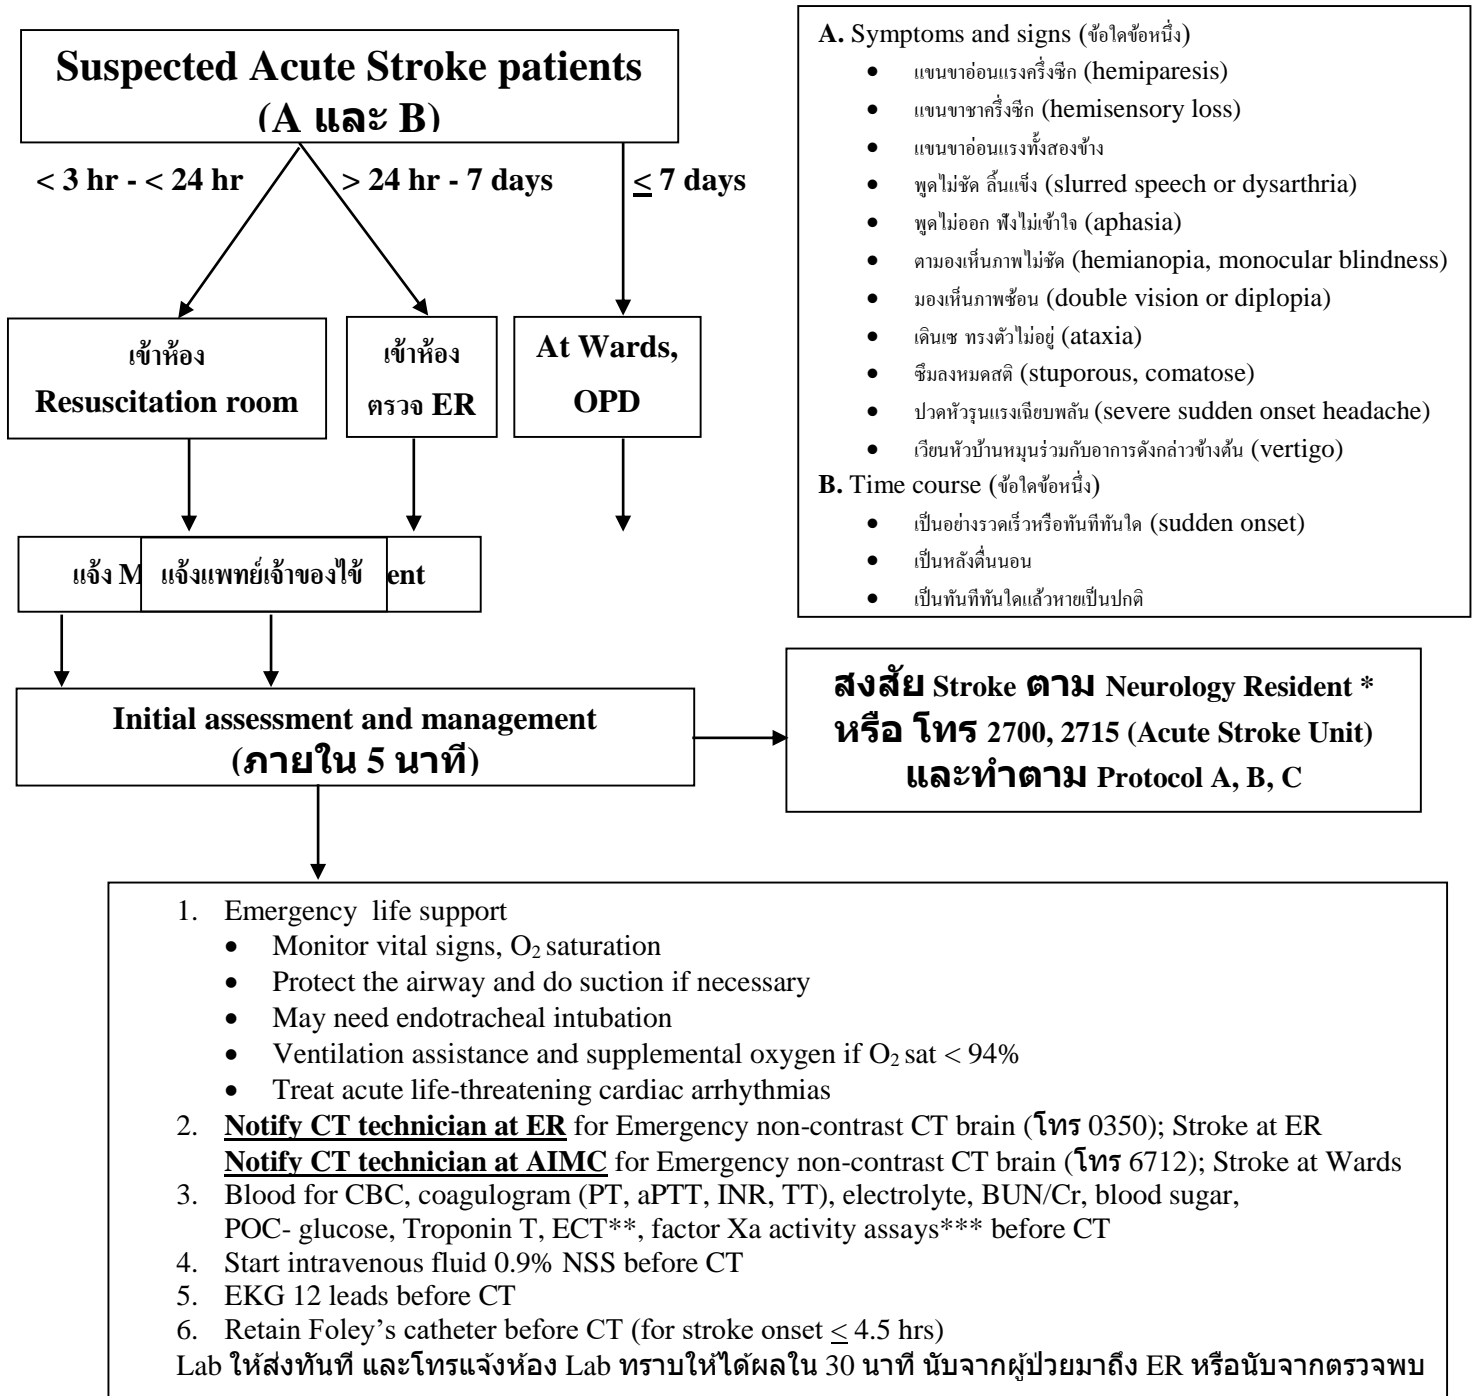 Suspected Acute Stroke patients
(A และ B)
< 3 hr - < 24 hr
> 24 hr - 7 days
≤ 7 days
เข้าห้อง
Resuscitation room
เข้าห้อง
ตรวจ ER
At Wards,
OPD
แจ้ง M
แจ้งแพทย์เจ้าของไข้
ent
Initial assessment and management
(ภายใน 5 นาที)
A. Symptoms and signs (ข้อใดข้อหนึ่ง)
• แขนขาอ่อนแรงครึ่งซีก (hemiparesis)
• แขนขาชาครึ่งซีก (hemisensory loss)
• แขนขาอ่อนแรงทั้งสองข้าง
• พูดไม่ชัด ลิ้นแข็ง (slurred speech or dysarthria)
• พูดไม่ออก ฟังไม่เข้าใจ (aphasia)
• ตามองเห็นภาพไม่ชัด (hemianopia, monocular blindness)
• มองเห็นภาพซ้อน (double vision or diplopia)
• เดินเซ ทรงตัวไม่อยู่ (ataxia)
• ซึมลงหมดสติ (stuporous, comatose)
• ปวดหัวรุนแรงเฉียบพลัน (severe sudden onset headache)
• เวียนหัวบ้านหมุนร่วมกับอาการดังกล่าวข้างต้น (vertigo)
B. Time course (ข้อใดข้อหนึ่ง)
• เป็นอย่างรวดเร็วหรือทันทีทันใด (sudden onset)
• เป็นหลังตื่นนอน
• เป็นทันทีทันใดแล้วหายเป็นปกติ
สงสัย Stroke ตาม Neurology Resident *
หรือ โทร 2700, 2715 (Acute Stroke Unit)
และทำตาม Protocol A, B, C
1. Emergency life support
• Monitor vital signs, O₂ saturation
• Protect the airway and do suction if necessary
• May need endotracheal intubation
• Ventilation assistance and supplemental oxygen if O₂ sat < 94%
• Treat acute life-threatening cardiac arrhythmias
2. Notify CT technician at ER for Emergency non-contrast CT brain (โทร 0350); Stroke at ER
Notify CT technician at AIMC for Emergency non-contrast CT brain (โทร 6712); Stroke at Wards
3. Blood for CBC, coagulogram (PT, aPTT, INR, TT), electrolyte, BUN/Cr, blood sugar,
POC- glucose, Troponin T, ECT**, factor Xa activity assays*** before CT
4. Start intravenous fluid 0.9% NSS before CT
5. EKG 12 leads before CT
6. Retain Foley's catheter before CT (for stroke onset ≤ 4.5 hrs)
Lab ให้ส่งทันที และโทรแจ้งห้อง Lab ทราบให้ได้ผลใน 30 นาที นับจากผู้ป่วยมาถึง ER หรือนับจากตรวจพบ